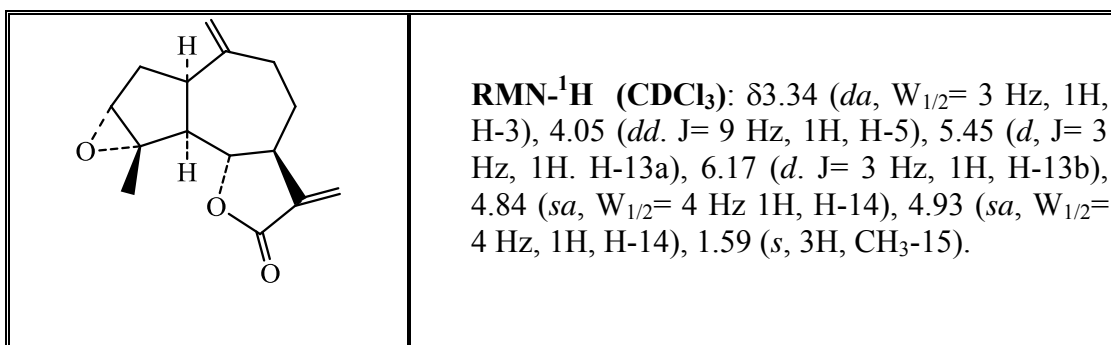 H
O
H
O
O
RMN-¹H (CDCl₃): δ3.34 (da, W₁/₂= 3 Hz, 1H,
H-3), 4.05 (dd. J= 9 Hz, 1H, H-5), 5.45 (d, J= 3
Hz, 1H. H-13a), 6.17 (d. J= 3 Hz, 1H, H-13b),
4.84 (sa, W₁/₂= 4 Hz 1H, H-14), 4.93 (sa, W₁/₂=
4 Hz, 1H, H-14), 1.59 (s, 3H, CH₃-15).